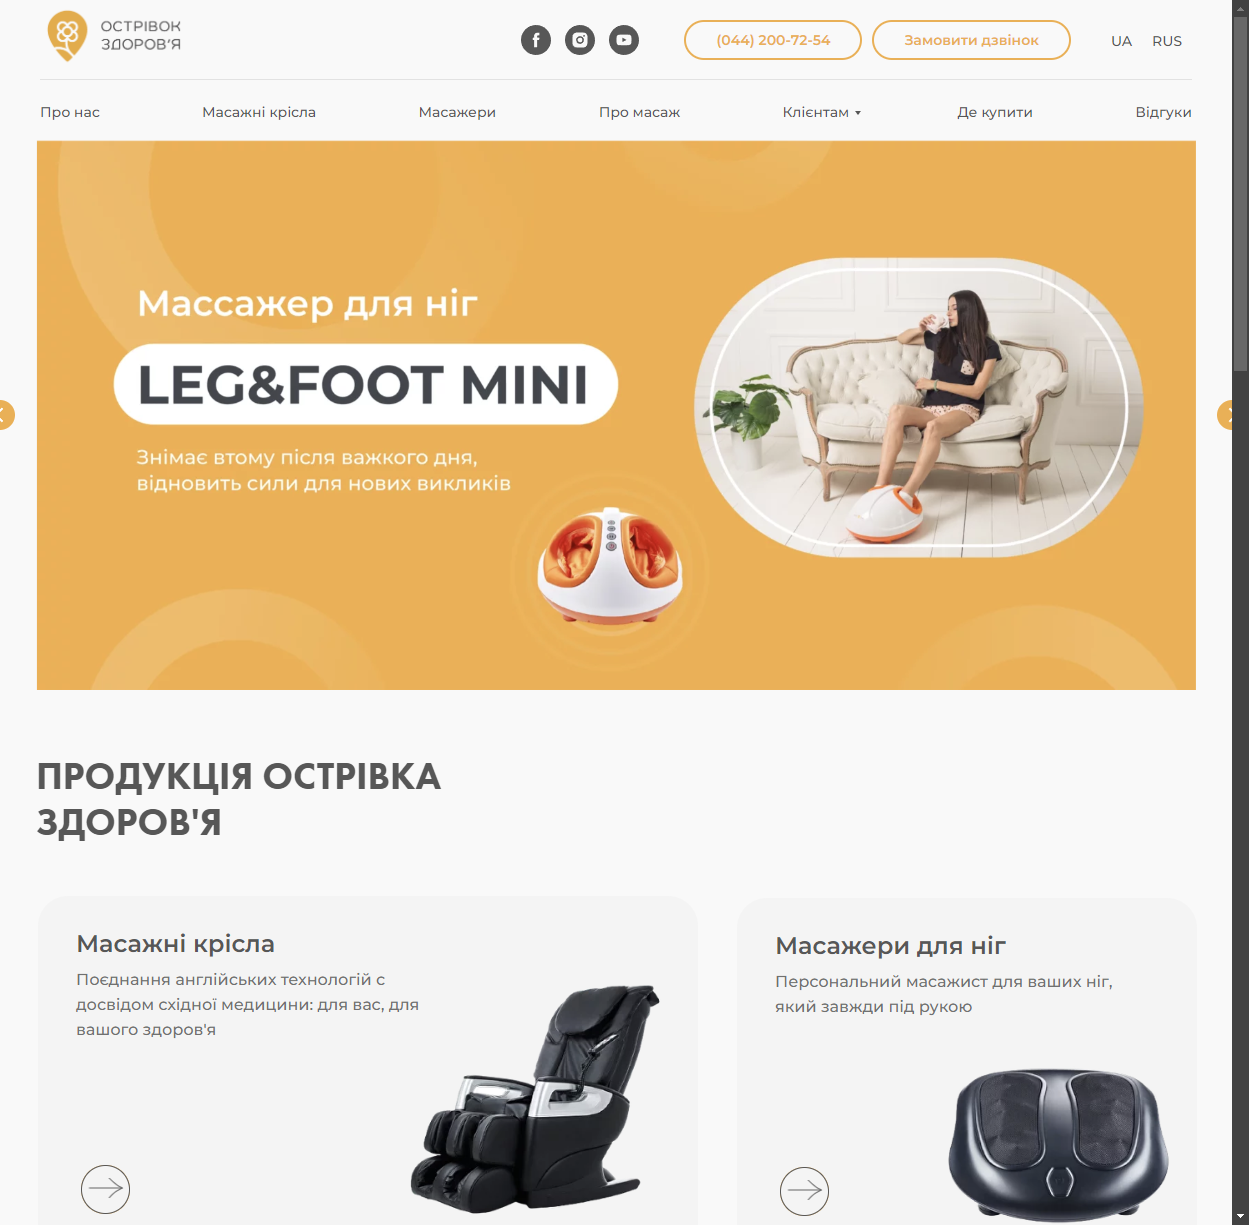 ОСТРІВОК
ЗДОРОВ'Я
(044) 200-72-54
Замовити дзвінок
UA
RUS
Про нас
Масажні крісла
Масажери
Про масаж
Клієнтам
Де купити
Відгуки
Массажер для ніг
LEG&FOOT MINI
Знімає втому після важкого дня,
відновить сили для нових викликів
ПРОДУКЦІЯ ОСТРІВКА
ЗДОРОВ'Я
Масажні крісла
Поєднання англійських технологій с
досвідом східної медицини: для вас, для
вашого здоров'я
Масажери для ніг
Персональний масажист для ваших ніг,
який завжди під рукою